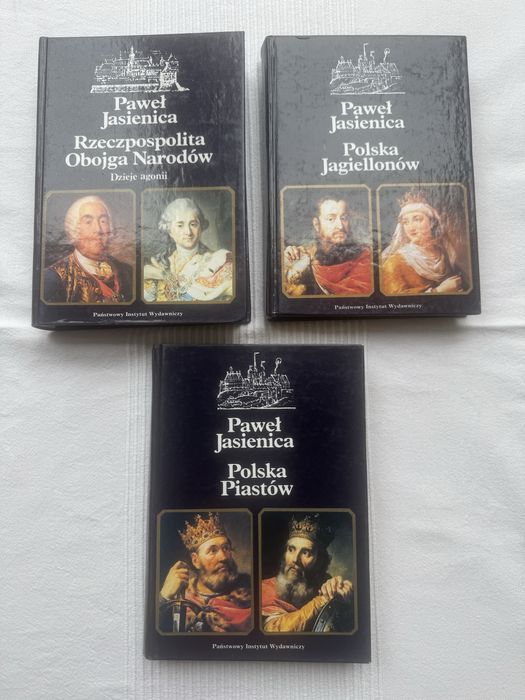 Paweł
Jasienica
Rzeczpospolita
Obojga Narodów
Dzieje agonii
Państwowy Instytut Wydawniczy
Paweł
Jasienica
Polska
Jagiellonów
Państwowy Instytut Wydawniczy
Paweł
Jasienica
Polska
Piastów
Państwowy Instytut Wydawniczy